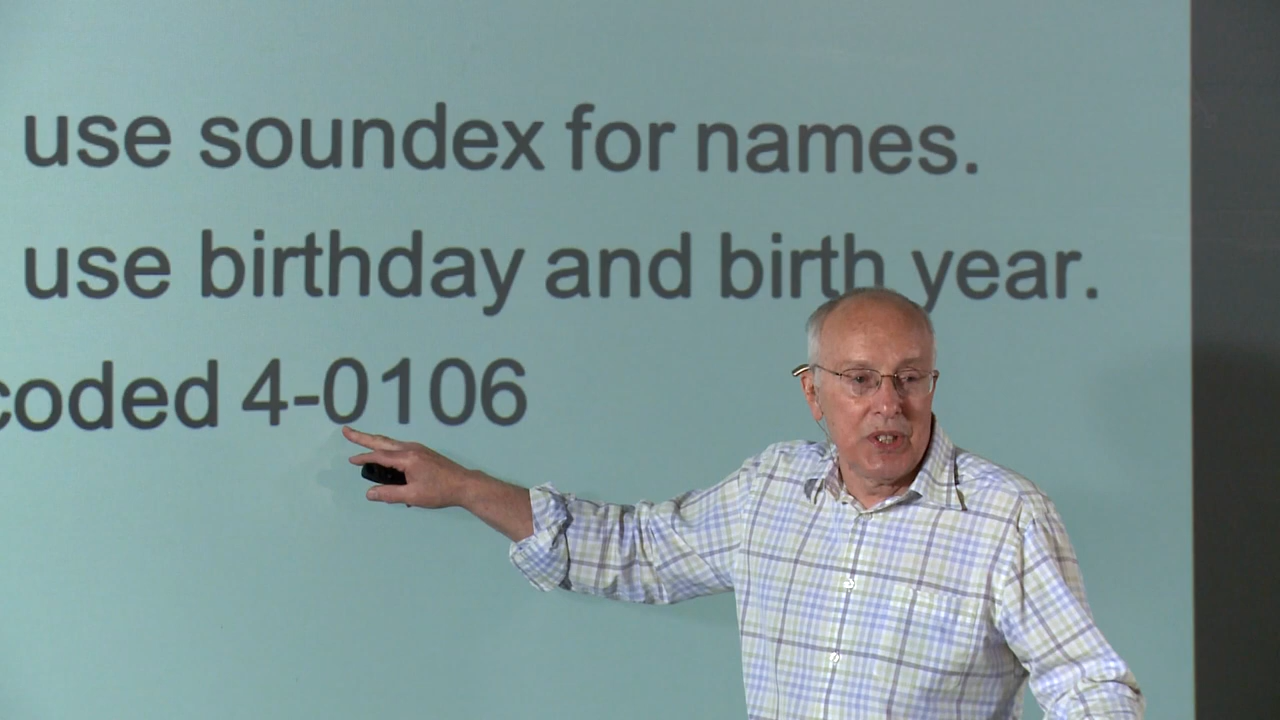 use soundex for names.
use birthday and birth year.
coded 4-0106